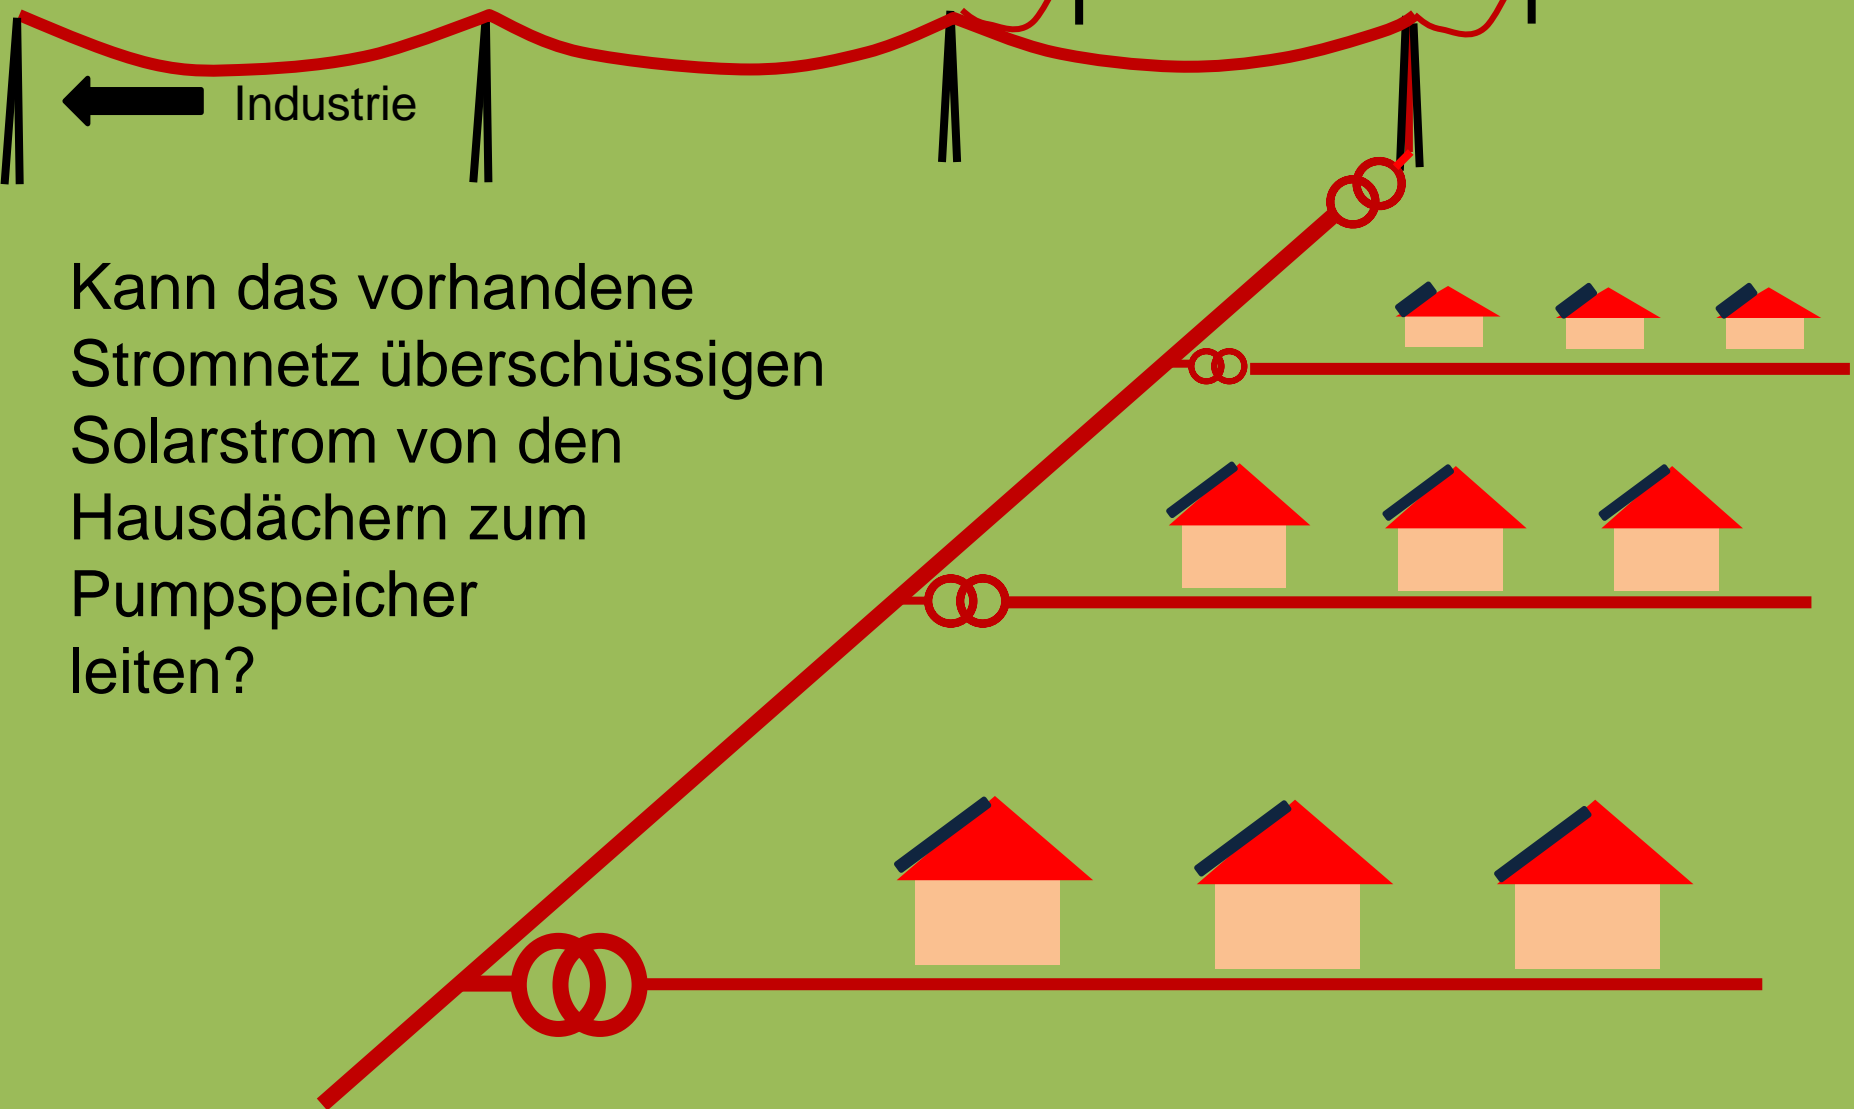 Industrie
Kann das vorhandene
Stromnetz überschüssigen
Solarstrom von den
Hausdächern zum
Pumpspeicher
leiten?